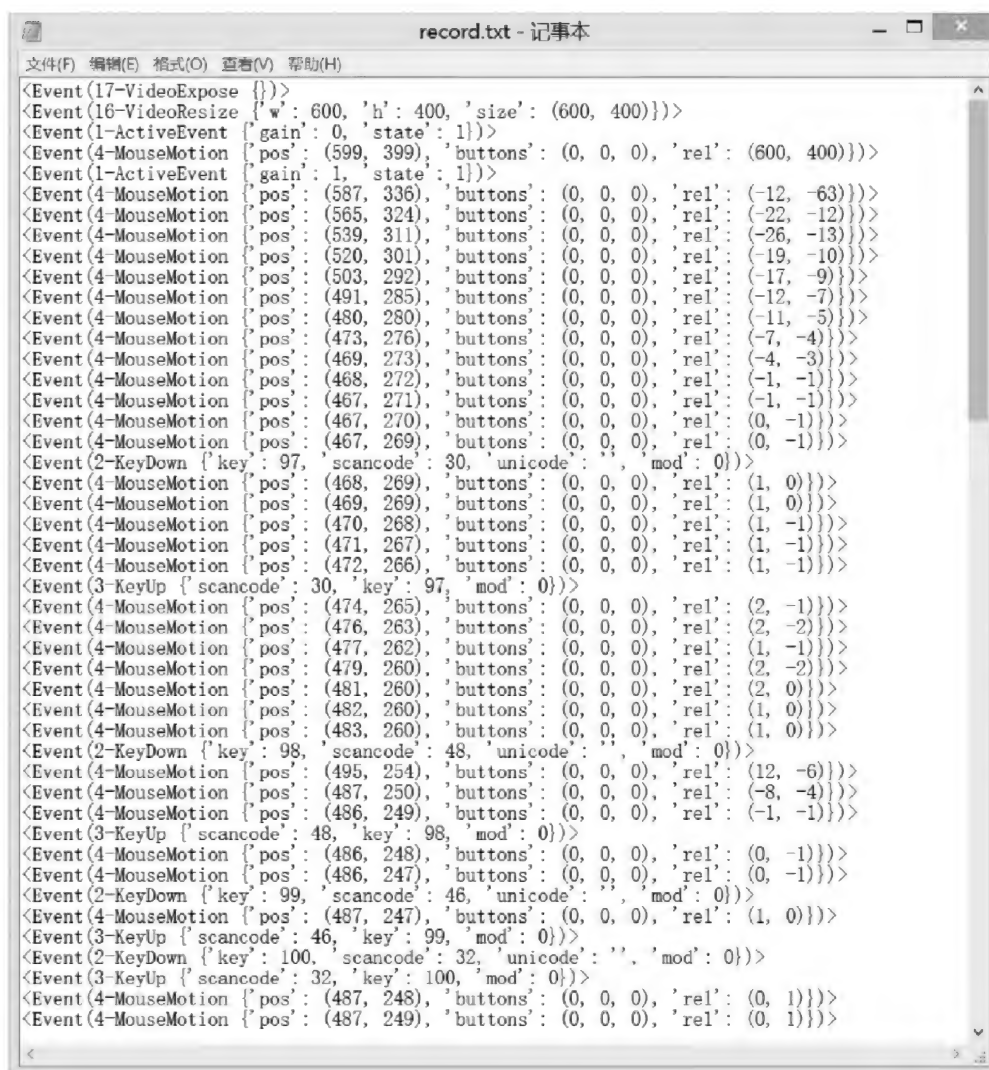 record.txt - 记事本
文件(F) 编辑(E) 格式(O) 查看(V) 帮助(H)
<Event(17-VideoExpose {})>
<Event(16-VideoResize {'w': 600, 'h': 400, 'size': (600, 400)})>
<Event(1-ActiveEvent {'gain': 0, 'state': 1})>
<Event(4-MouseMotion {'pos': (599, 399), 'buttons': (0, 0, 0), 'rel': (600, 400)})>
<Event(1-ActiveEvent {'gain': 1, 'state': 1})>
<Event(4-MouseMotion {'pos': (587, 336), 'buttons': (0, 0, 0), 'rel': (-12, -63)})>
<Event(4-MouseMotion {'pos': (565, 324), 'buttons': (0, 0, 0), 'rel': (-22, -12)})>
<Event(4-MouseMotion {'pos': (539, 311), 'buttons': (0, 0, 0), 'rel': (-26, -13)})>
<Event(4-MouseMotion {'pos': (520, 301), 'buttons': (0, 0, 0), 'rel': (-19, -10)})>
<Event(4-MouseMotion {'pos': (503, 292), 'buttons': (0, 0, 0), 'rel': (-17, -9)})>
<Event(4-MouseMotion {'pos': (491, 285), 'buttons': (0, 0, 0), 'rel': (-12, -7)})>
<Event(4-MouseMotion {'pos': (480, 280), 'buttons': (0, 0, 0), 'rel': (-11, -5)})>
<Event(4-MouseMotion {'pos': (473, 276), 'buttons': (0, 0, 0), 'rel': (-7, -4)})>
<Event(4-MouseMotion {'pos': (469, 273), 'buttons': (0, 0, 0), 'rel': (-4, -3)})>
<Event(4-MouseMotion {'pos': (468, 272), 'buttons': (0, 0, 0), 'rel': (-1, -1)})>
<Event(4-MouseMotion {'pos': (467, 271), 'buttons': (0, 0, 0), 'rel': (-1, -1)})>
<Event(4-MouseMotion {'pos': (467, 270), 'buttons': (0, 0, 0), 'rel': (0, -1)})>
<Event(4-MouseMotion {'pos': (467, 269), 'buttons': (0, 0, 0), 'rel': (0, -1)})>
<Event(2-KeyDown {'key': 97, 'scancode': 30, 'unicode': '', 'mod': 0})>
<Event(4-MouseMotion {'pos': (468, 269), 'buttons': (0, 0, 0), 'rel': (1, 0)})>
<Event(4-MouseMotion {'pos': (469, 269), 'buttons': (0, 0, 0), 'rel': (1, 0)})>
<Event(4-MouseMotion {'pos': (470, 268), 'buttons': (0, 0, 0), 'rel': (1, -1)})>
<Event(4-MouseMotion {'pos': (471, 267), 'buttons': (0, 0, 0), 'rel': (1, -1)})>
<Event(4-MouseMotion {'pos': (472, 266), 'buttons': (0, 0, 0), 'rel': (1, -1)})>
<Event(3-KeyUp {'scancode': 30, 'key': 97, 'mod': 0})>
<Event(4-MouseMotion {'pos': (474, 265), 'buttons': (0, 0, 0), 'rel': (2, -1)})>
<Event(4-MouseMotion {'pos': (476, 263), 'buttons': (0, 0, 0), 'rel': (2, -2)})>
<Event(4-MouseMotion {'pos': (477, 262), 'buttons': (0, 0, 0), 'rel': (1, -1)})>
<Event(4-MouseMotion {'pos': (479, 260), 'buttons': (0, 0, 0), 'rel': (2, -2)})>
<Event(4-MouseMotion {'pos': (481, 260), 'buttons': (0, 0, 0), 'rel': (2, 0)})>
<Event(4-MouseMotion {'pos': (482, 260), 'buttons': (0, 0, 0), 'rel': (1, 0)})>
<Event(4-MouseMotion {'pos': (483, 260), 'buttons': (0, 0, 0), 'rel': (1, 0)})>
<Event(2-KeyDown {'key': 98, 'scancode': 48, 'unicode': '', 'mod': 0})>
<Event(4-MouseMotion {'pos': (495, 254), 'buttons': (0, 0, 0), 'rel': (12, -6)})>
<Event(4-MouseMotion {'pos': (487, 250), 'buttons': (0, 0, 0), 'rel': (-8, -4)})>
<Event(4-MouseMotion {'pos': (486, 249), 'buttons': (0, 0, 0), 'rel': (-1, -1)})>
<Event(3-KeyUp {'scancode': 48, 'key': 98, 'mod': 0})>
<Event(4-MouseMotion {'pos': (486, 248), 'buttons': (0, 0, 0), 'rel': (0, -1)})>
<Event(4-MouseMotion {'pos': (486, 247), 'buttons': (0, 0, 0), 'rel': (0, -1)})>
<Event(2-KeyDown {'key': 99, 'scancode': 46, 'unicode': '', 'mod': 0})>
<Event(4-MouseMotion {'pos': (487, 247), 'buttons': (0, 0, 0), 'rel': (1, 0)})>
<Event(3-KeyUp {'scancode': 46, 'key': 99, 'mod': 0})>
<Event(2-KeyDown {'key': 100, 'scancode': 32, 'unicode': '', 'mod': 0})>
<Event(3-KeyUp {'scancode': 32, 'key': 100, 'mod': 0})>
<Event(4-MouseMotion {'pos': (487, 248), 'buttons': (0, 0, 0), 'rel': (0, 1)})>
<Event(4-MouseMotion {'pos': (487, 249), 'buttons': (0, 0, 0), 'rel': (0, 1)})>